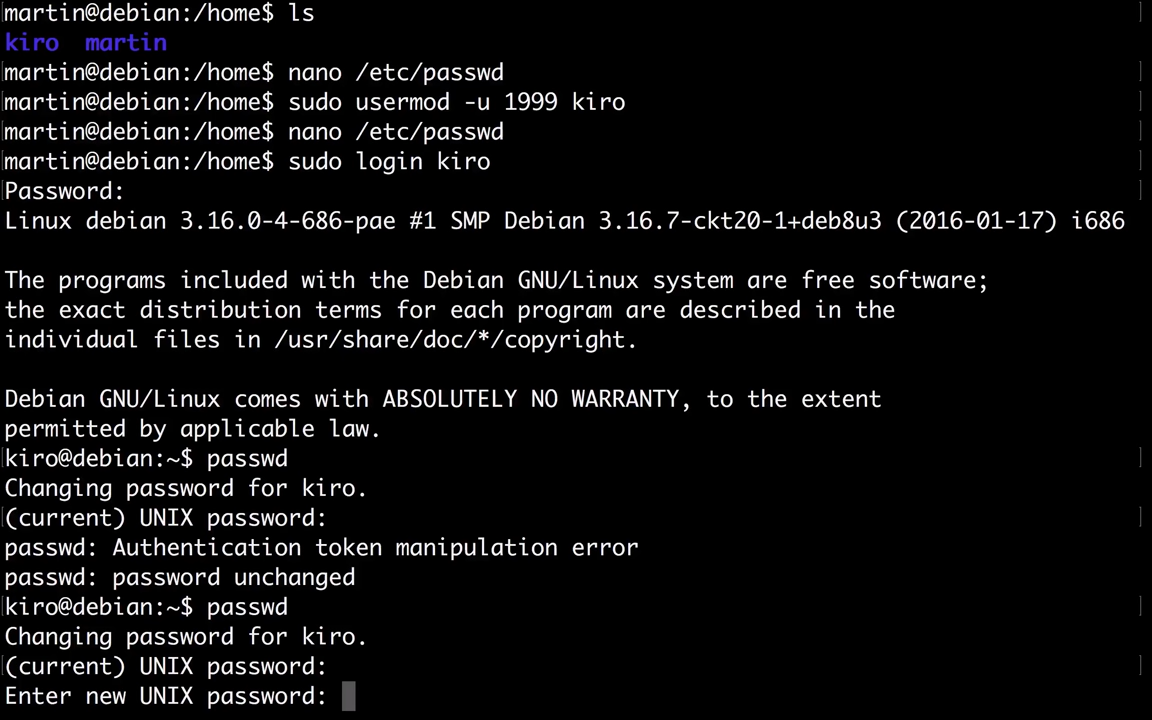 martin@debian:/home$ ls
kiro  martin
martin@debian:/home$ nano /etc/passwd
martin@debian:/home$ sudo usermod -u 1999 kiro
martin@debian:/home$ nano /etc/passwd
martin@debian:/home$ sudo login kiro
Password:
Linux debian 3.16.0-4-686-pae #1 SMP Debian 3.16.7-ckt20-1+deb8u3 (2016-01-17) i686

The programs included with the Debian GNU/Linux system are free software;
the exact distribution terms for each program are described in the
individual files in /usr/share/doc/*/copyright.

Debian GNU/Linux comes with ABSOLUTELY NO WARRANTY, to the extent
permitted by applicable law.
kiro@debian:~$ passwd
Changing password for kiro.
(current) UNIX password:
passwd: Authentication token manipulation error
passwd: password unchanged
kiro@debian:~$ passwd
Changing password for kiro.
(current) UNIX password:
Enter new UNIX password: